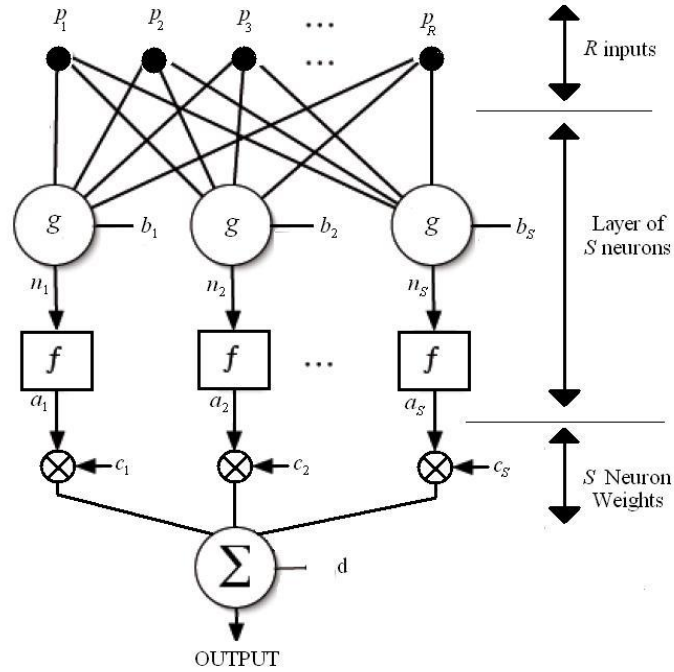 p1 p2 p3 ... pR
...
R inputs
g b1 g b2 g bS
Layer of
S neurons
n1 n2 nS
f f ... f
a1 a2 aS
c1 c2 cS
S Neuron
Weights
Σ d
OUTPUT